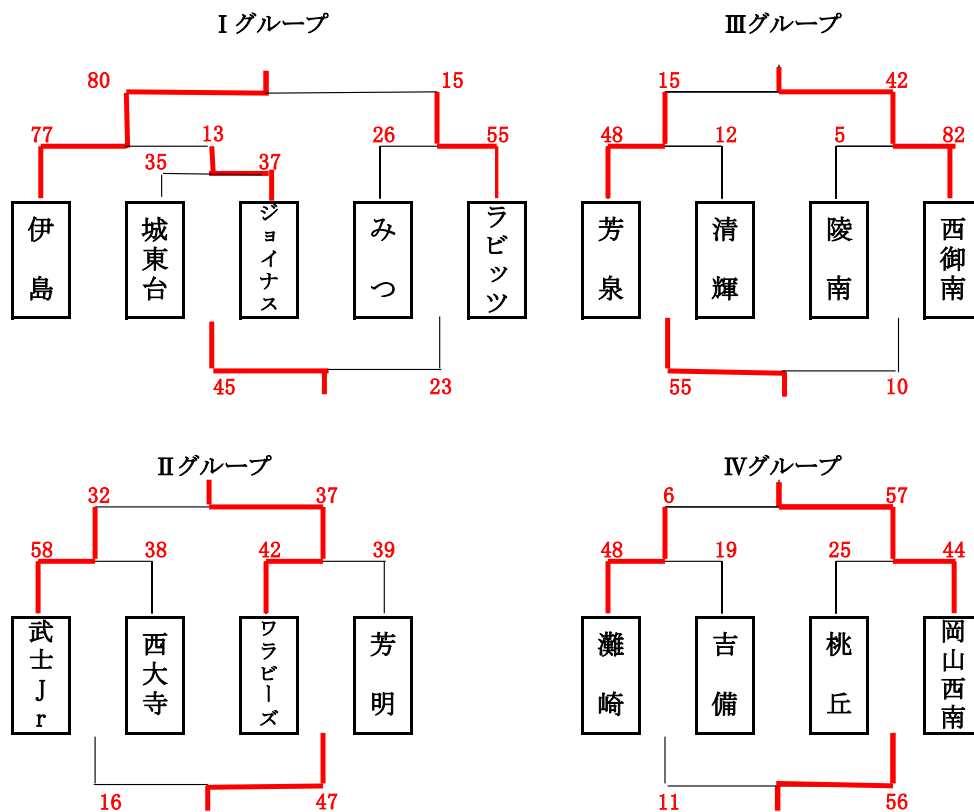 Ⅰグループ
80
15
77
13
26
55
35
37
伊島
城東台
ジョイナス
みつ
ラビッツ
45
23
Ⅲグループ
15
42
48
12
5
82
芳泉
清輝
陵南
西御南
55
10
Ⅱグループ
32
37
58
38
42
39
武士Jr
西大寺
ワラビーズ
芳明
16
47
Ⅳグループ
6
57
48
19
25
44
灘崎
吉備
桃丘
岡山西南
11
56